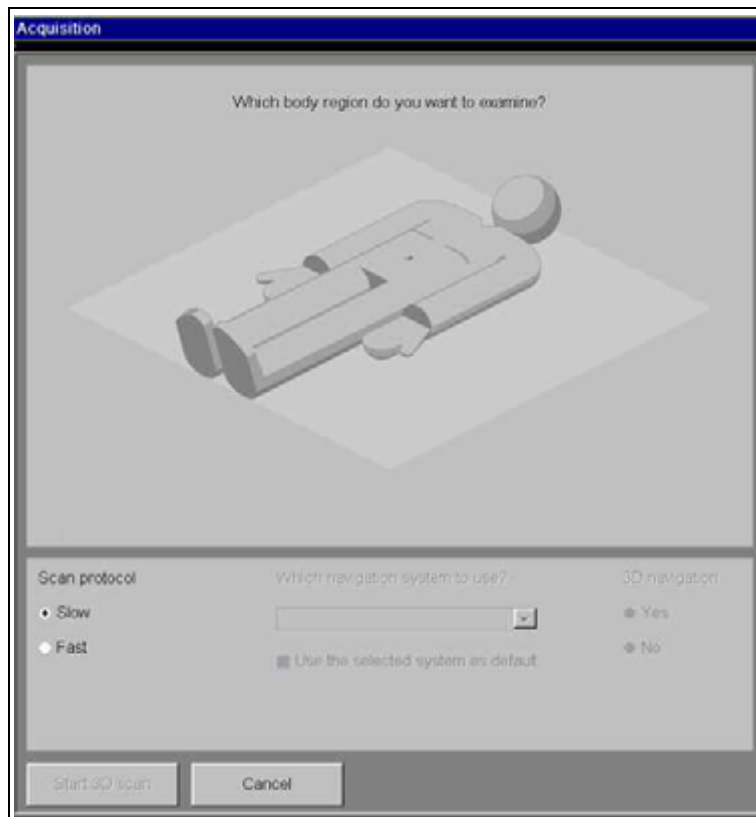 Acquisition
Which body region do you want to examine?
Scan protocol
Slow
Fast
Which navigation system to use?
Use the selected system as default
3D navigation
Yes
No
Start 3D scan
Cancel